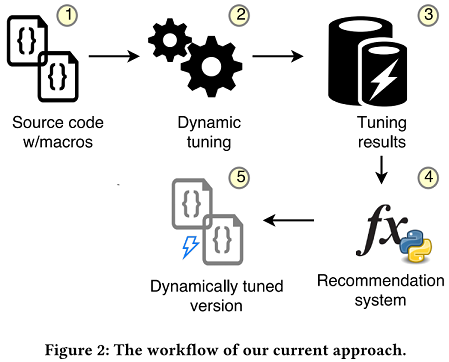 1
2
3
{}
{}
Source code
w/macros
Dynamic
tuning
Tuning
results
5
4
{}
{}
fx
Dynamically tuned
version
Recommendation
system
Figure 2: The workflow of our current approach.